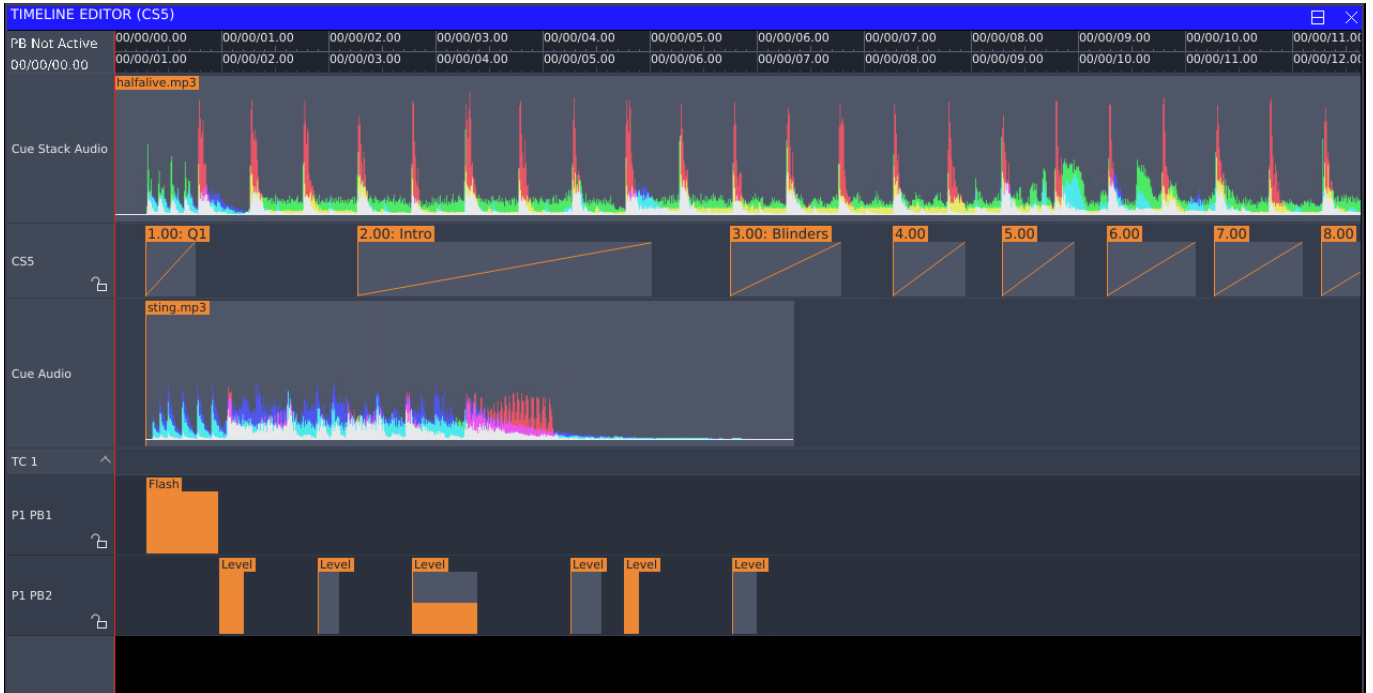 TIMELINE EDITOR (CS5)
PB Not Active 00/00/00.00 00/00/01.00 00/00/02.00 00/00/03.00 00/00/04.00 00/00/05.00 00/00/06.00 00/00/07.00 00/00/08.00 00/00/09.00 00/00/10.00 00/00/11.00
00/00/00.00 00/00/01.00 00/00/02.00 00/00/03.00 00/00/04.00 00/00/05.00 00/00/06.00 00/00/07.00 00/00/08.00 00/00/09.00 00/00/10.00 00/00/11.00 00/00/12.00
halfalive.mp3
Cue Stack Audio
1.00: Q1 2.00: Intro 3.00: Blinders 4.00 5.00 6.00 7.00 8.00
CS5
sting.mp3
Cue Audio
TC 1
Flash
P1 PB1
Level Level Level Level Level Level
P1 PB2